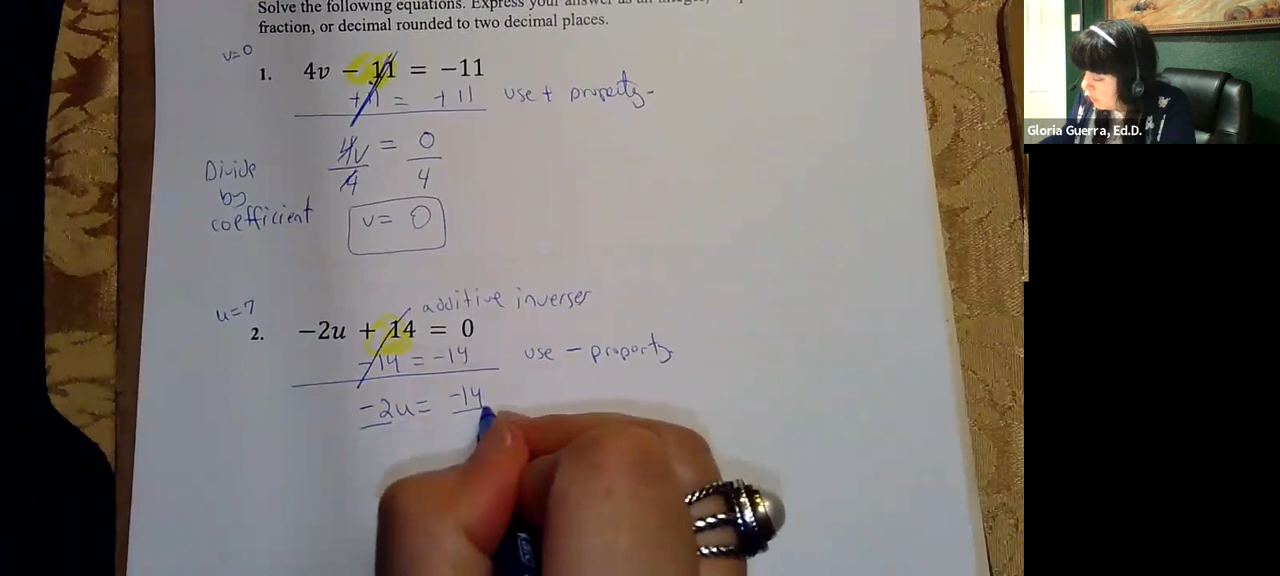 Solve the following equations. Express your answer as an integer,
fraction, or decimal rounded to two decimal places.
v=0
1. 4v − 11 = −11
+11 = +11 use + property
4v = 0
4 4
Divide
by
coefficient
v = 0
u=7
additive inverser
2. −2u + 14 = 0
-14 = -14 use - property
-2u = -14
Gloria Guerra, Ed.D.